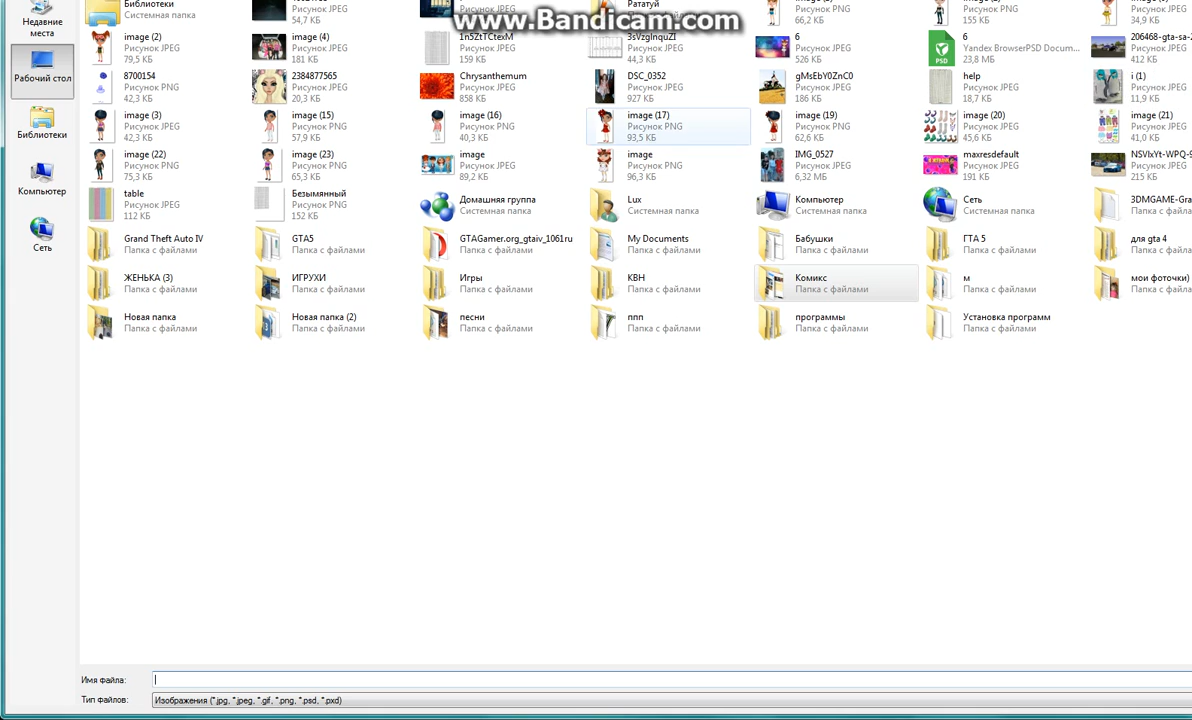 Недавние
места
Рабочий стол
Библиотеки
Компьютер
Сеть
www.Bandicam.com
Библиотеки
Системная папка
54,7 КБ
Рататуй
66,2 КБ
Рисунок PNG
155 КБ
34,9 КБ
image (2)
Рисунок JPEG
79,5 КБ
image (4)
Рисунок JPEG
181 КБ
1n5ZtTCtexM
Рисунок JPEG
159 КБ
3sVzgInquZI
Рисунок JPEG
44,3 КБ
6
Рисунок JPEG
526 КБ
6
Yandex BrowserPSD Docum...
23,8 МБ
206468-gta-sa-2
Рисунок JPEG
412 КБ
8700154
Рисунок PNG
42,3 КБ
2384877565
Рисунок JPEG
20,3 КБ
Chrysanthemum
Рисунок JPEG
858 КБ
DSC_0352
Рисунок JPEG
927 КБ
gMsEbY0ZnC0
Рисунок JPEG
186 КБ
help
Рисунок PNG
18,7 КБ
i (1)
Рисунок JPEG
11,9 КБ
image (3)
Рисунок PNG
42,3 КБ
image (15)
Рисунок PNG
57,9 КБ
image (16)
Рисунок PNG
40,3 КБ
image (17)
Рисунок PNG
93,5 КБ
image (19)
Рисунок PNG
62,6 КБ
image (20)
Рисунок PNG
45,6 КБ
image (21)
Рисунок PNG
41,0 КБ
image (22)
Рисунок PNG
75,3 КБ
image (23)
Рисунок PNG
65,3 КБ
image
Рисунок JPEG
89,2 КБ
image
Рисунок PNG
96,3 КБ
IMG_0527
Рисунок JPEG
6,32 МБ
maxresdefault
Рисунок JPEG
191 КБ
NSVIxYt-WPQ-9
Рисунок JPEG
215 КБ
table
Рисунок JPEG
112 КБ
Безымянный
Рисунок PNG
152 КБ
Домашняя группа
Системная папка
Lux
Системная папка
Компьютер
Системная папка
Сеть
Системная папка
3DMGAME-Gra
Папка с файла
Grand Theft Auto IV
Папка с файлами
GTA5
Папка с файлами
GTAGamer.org_gtaiv_1061ru
Папка с файлами
My Documents
Папка с файлами
Бабушки
Папка с файлами
ГТА 5
Папка с файлами
для gta 4
Папка с файла
ЖЕНЬКА (3)
Папка с файлами
ИГРУХИ
Папка с файлами
Игры
Папка с файлами
КВН
Папка с файлами
Комикс
Папка с файлами
м
Папка с файлами
мои фоточки)
Папка с файла
Новая папка
Папка с файлами
Новая папка (2)
Папка с файлами
песни
Папка с файлами
ппп
Папка с файлами
программы
Папка с файлами
Установка программ
Папка с файлами
Имя файла:
Тип файлов:
Изображения (*.jpg, *.jpeg, *.gif, *.png, *.psd, *.pxd)